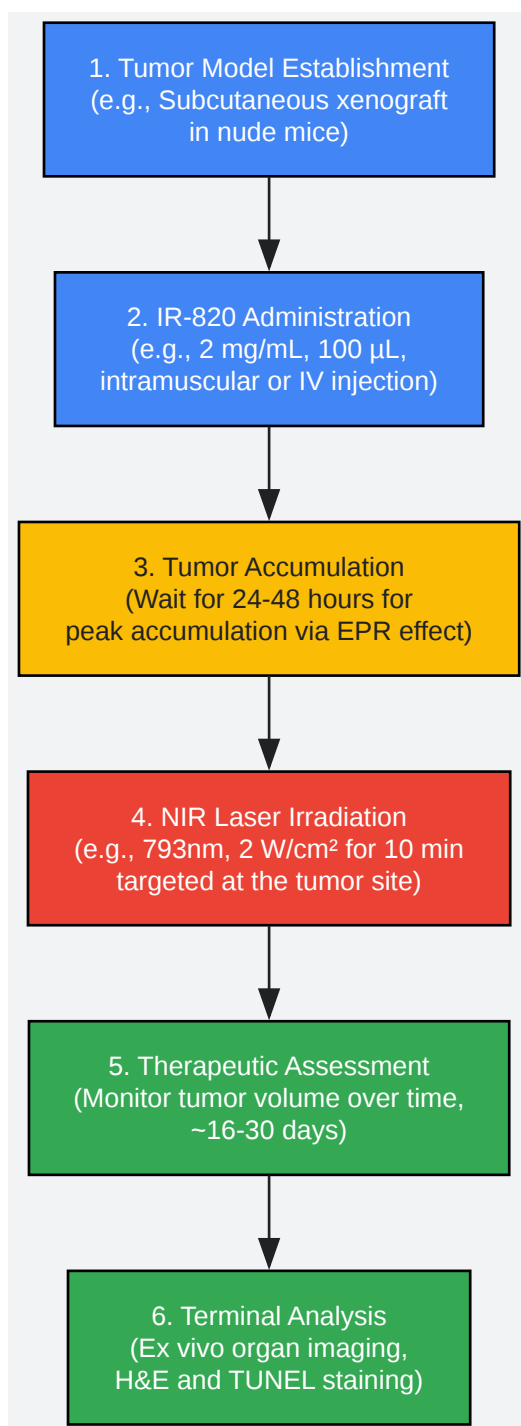 1. Tumor Model Establishment
(e.g., Subcutaneous xenograft
in nude mice)
2. IR-820 Administration
(e.g., 2 mg/mL, 100 µL,
intramuscular or IV injection)
3. Tumor Accumulation
(Wait for 24-48 hours for
peak accumulation via EPR effect)
4. NIR Laser Irradiation
(e.g., 793nm, 2 W/cm² for 10 min
targeted at the tumor site)
5. Therapeutic Assessment
(Monitor tumor volume over time,
~16-30 days)
6. Terminal Analysis
(Ex vivo organ imaging,
H&E and TUNEL staining)